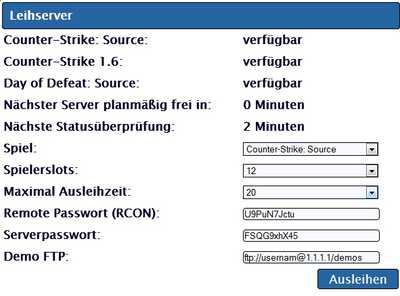 Leihserver
Counter-Strike: Source: verfügbar
Counter-Strike 1.6: verfügbar
Day of Defeat: Source: verfügbar
Nächster Server planmäßig frei in: 0 Minuten
Nächste Statusüberprüfung: 2 Minuten
Spiel: Counter-Strike: Source
Spielerslots: 12
Maximal Ausleihzeit: 20
Remote Passwort (RCON): U9PuN7Jctu
Serverpasswort: FSQG9xhX45
Demo FTP: ftp://usernam@1.1.1.1/demos
Ausleihen